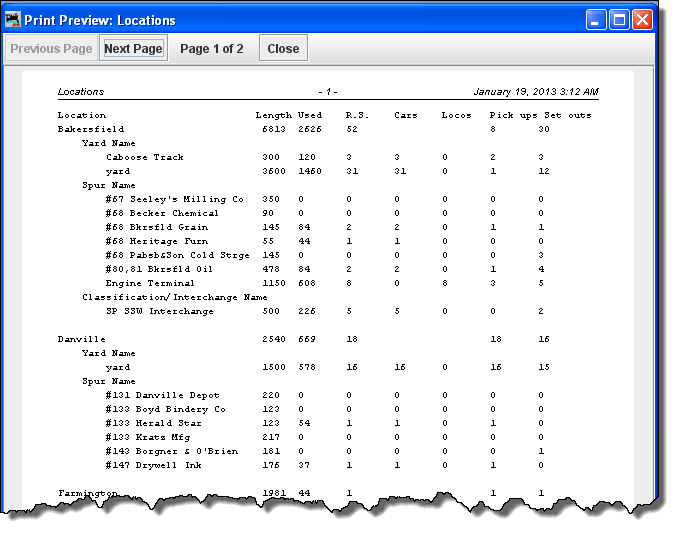 Print Preview: Locations
Previous Page Next Page Page 1 of 2 Close
Locations - 1 - January 19, 2013 3:12 AM
Location Length Used R.S. Cars Locos Pick ups Set outs
Bakersfield 6813 2626 52 8 30
Yard Name
Caboose Track 300 120 3 3 0 2 3
yard 3600 1460 31 31 0 1 12
Spur Name
#67 Seeley's Milling Co 350 0 0 0 0 0 0
#68 Becker Chemical 90 0 0 0 0 0 0
#68 Bkrsfld Grain 145 84 2 2 0 1 1
#68 Heritage Furn 55 44 1 1 0 0 0
#68 Pabsb&Son Cold Strge 145 0 0 0 0 0 3
#80,81 Bkrsfld Oil 478 84 2 2 0 1 4
Engine Terminal 1150 608 8 0 8 3 5
Classification/Interchange Name
SP SSW Interchange 500 226 5 5 0 0 2
Danville 2540 669 18 18 16
Yard Name
yard 1500 578 16 16 0 16 15
Spur Name
#131 Danville Depot 220 0 0 0 0 0 0
#133 Boyd Bindery Co 123 0 0 0 0 0 0
#133 Herald Star 123 54 1 1 0 1 0
#133 Kratz Mfg 217 0 0 0 0 0 0
#143 Borgner & O'Brien 181 0 0 0 0 0 1
#147 Drywell Ink 176 37 1 1 0 1 0
Farmington 1981 44 1 1 1